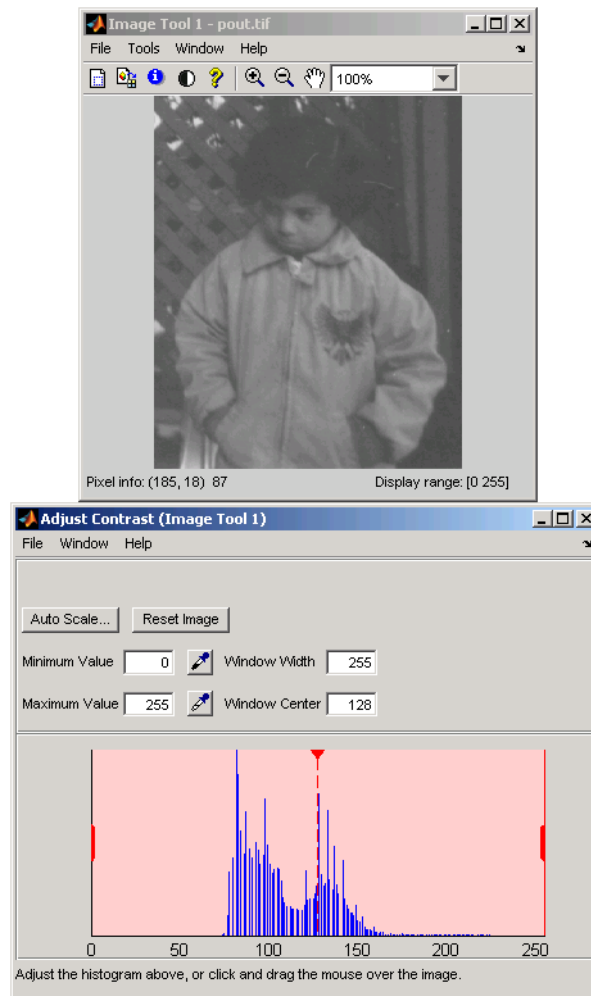 Image Tool 1 - pout.tif
File Tools Window Help
100%
Pixel info: (185, 18) 87 Display range: [0 255]
Adjust Contrast (Image Tool 1)
File Window Help
Auto Scale... Reset Image
Minimum Value 0 Window Width 255
Maximum Value 255 Window Center 128
0 50 100 150 200 250
Adjust the histogram above, or click and drag the mouse over the image.